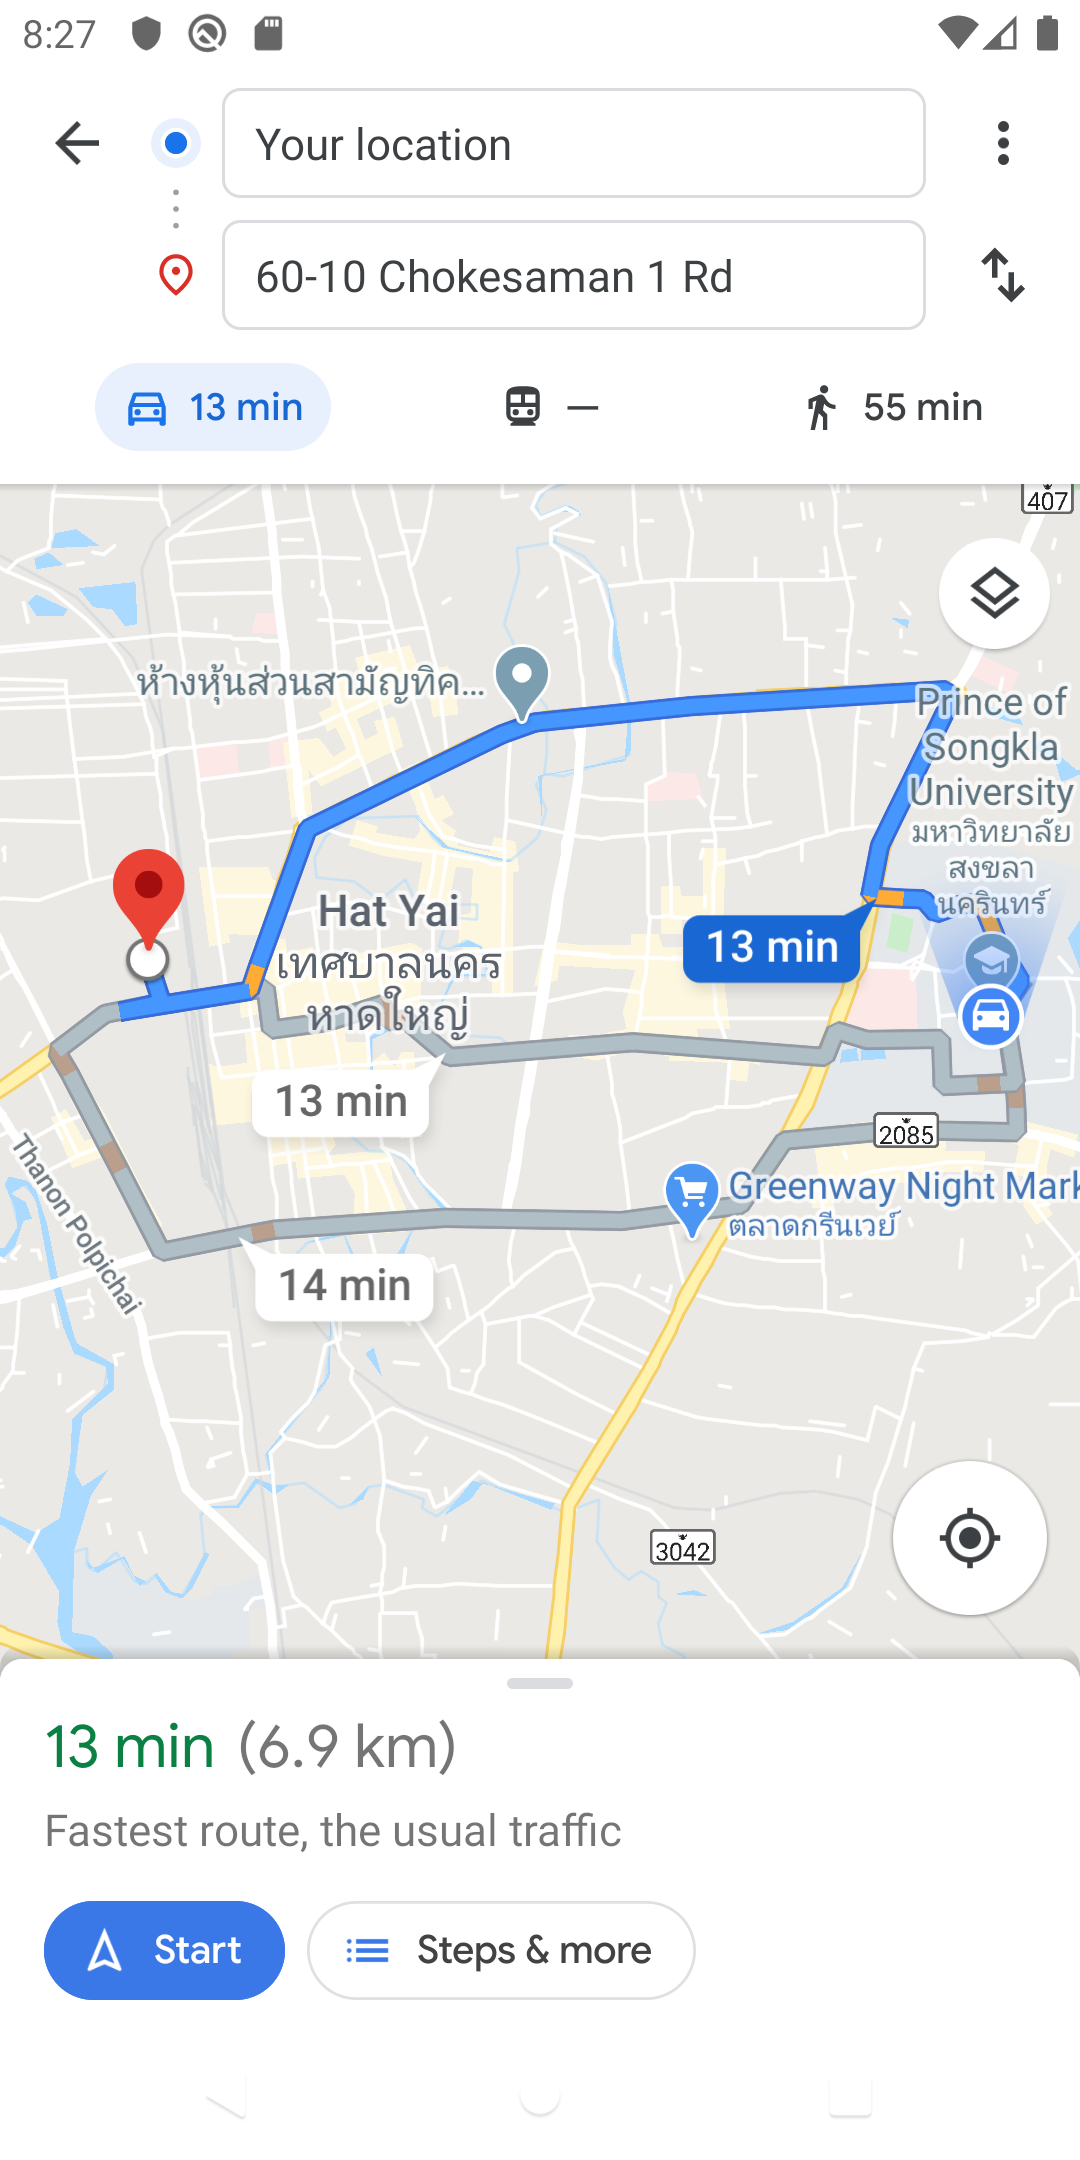 8:27
Your location
60-10 Chokesaman 1 Rd
13 min
—
55 min
407
ห้างหุ้นส่วนสามัญทิค...
Prince of
Songkla
University
มหาวิทยาลัย
สงขลา
นครินทร์
Hat Yai
เทศบาลนคร
หาดใหญ่
13 min
13 min
2085
Thanon Polpichai
Greenway Night Mark
ตลาดกรีนเวย์
14 min
3042
13 min (6.9 km)
Fastest route, the usual traffic
Start
Steps & more